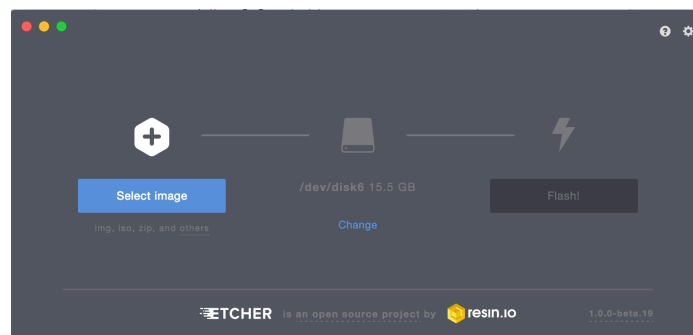 Select image
/dev/disk6 15.5 GB
Flash!
img, iso, zip, and others
Change
ETCHER is an open source project by resin.io
1.0.0-beta.19